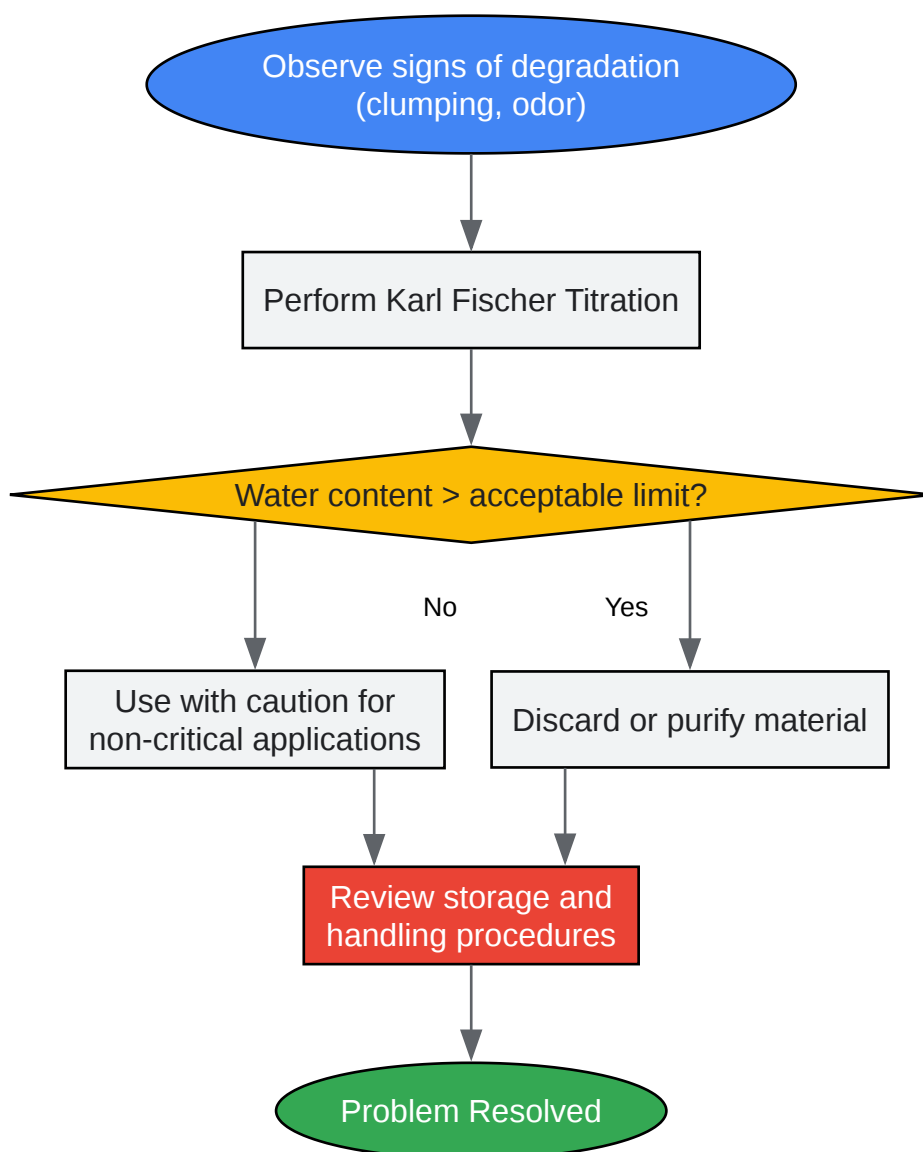 Observe signs of degradation
(clumping, odor)
Perform Karl Fischer Titration
Water content > acceptable limit?
No
Yes
Use with caution for
non-critical applications
Discard or purify material
Review storage and
handling procedures
Problem Resolved